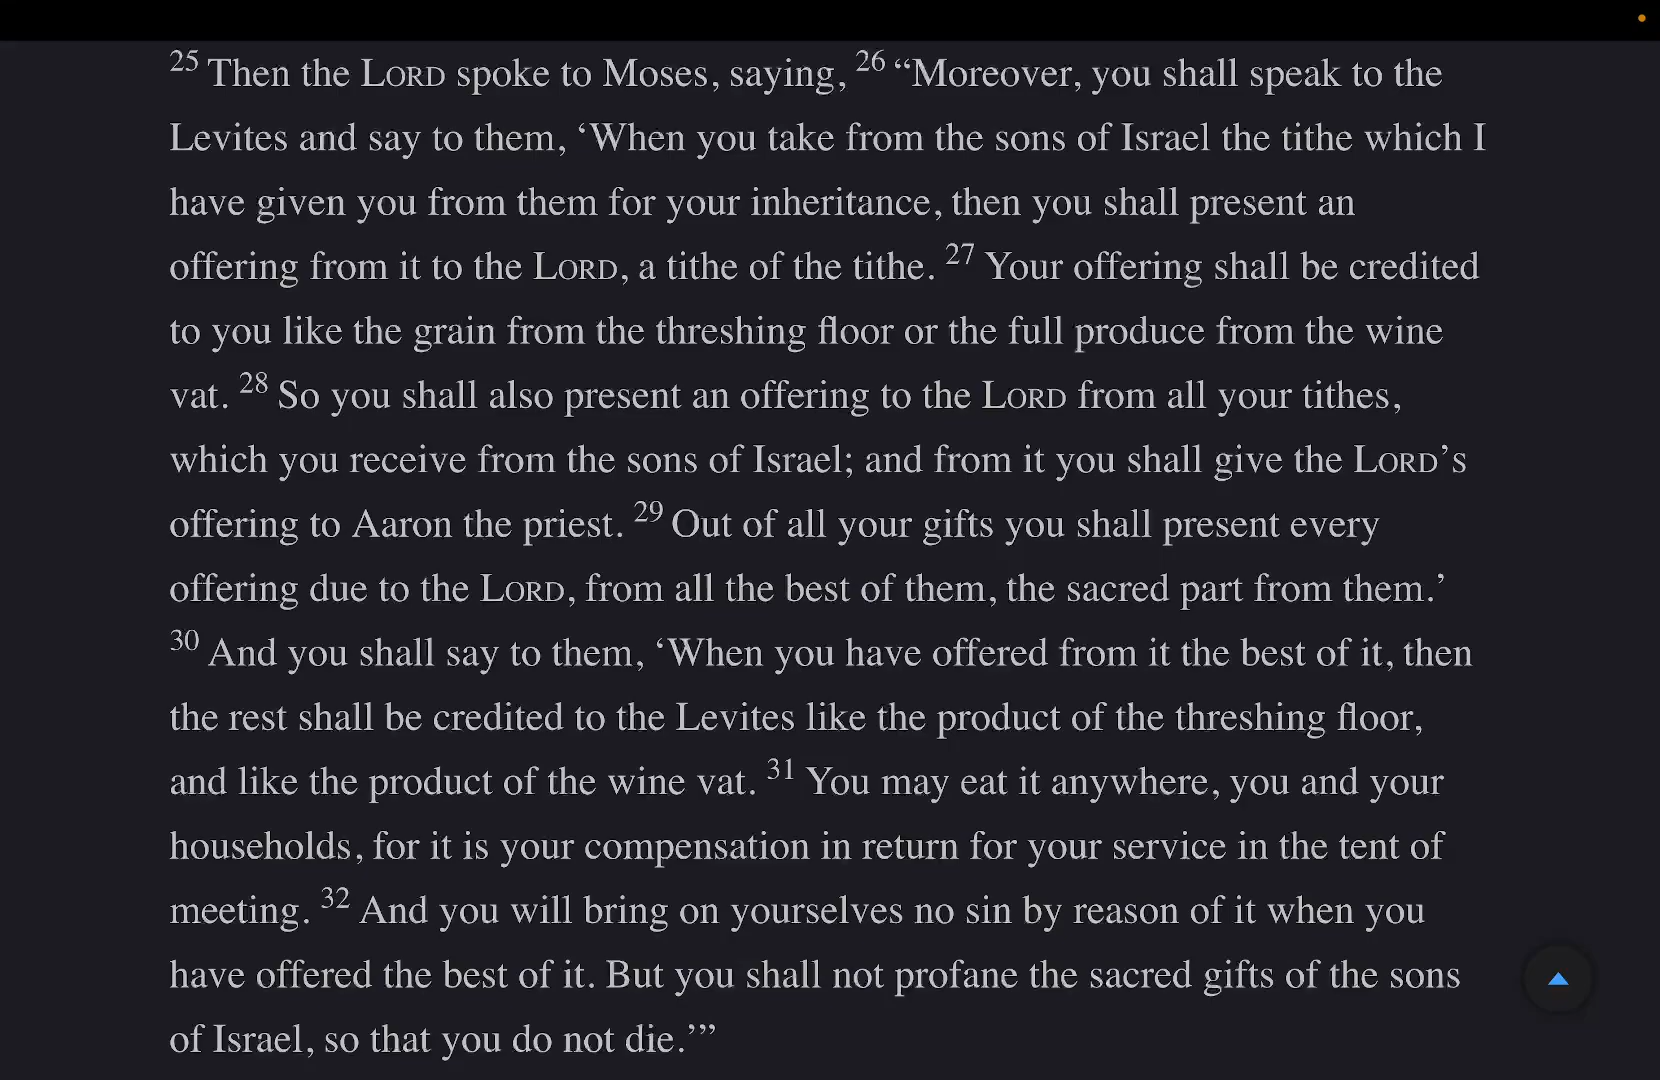 25 Then the LORD spoke to Moses, saying, 26 “Moreover, you shall speak to the
Levites and say to them, ‘When you take from the sons of Israel the tithe which I
have given you from them for your inheritance, then you shall present an
offering from it to the LORD, a tithe of the tithe. 27 Your offering shall be credited
to you like the grain from the threshing floor or the full produce from the wine
vat. 28 So you shall also present an offering to the LORD from all your tithes,
which you receive from the sons of Israel; and from it you shall give the LORD’S
offering to Aaron the priest. 29 Out of all your gifts you shall present every
offering due to the LORD, from all the best of them, the sacred part from them.’
30 And you shall say to them, ‘When you have offered from it the best of it, then
the rest shall be credited to the Levites like the product of the threshing floor,
and like the product of the wine vat. 31 You may eat it anywhere, you and your
households, for it is your compensation in return for your service in the tent of
meeting. 32 And you will bring on yourselves no sin by reason of it when you
have offered the best of it. But you shall not profane the sacred gifts of the sons
of Israel, so that you do not die.’”